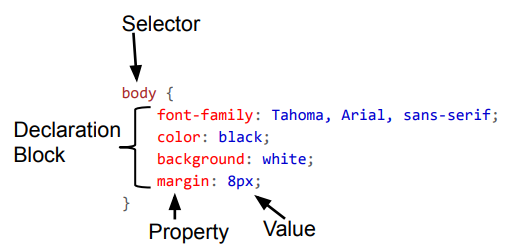 Selector
body {
font-family: Tahoma, Arial, sans-serif;
Declaration
Block
color: black;
background: white;
margin: 8px;
}
Property
Value